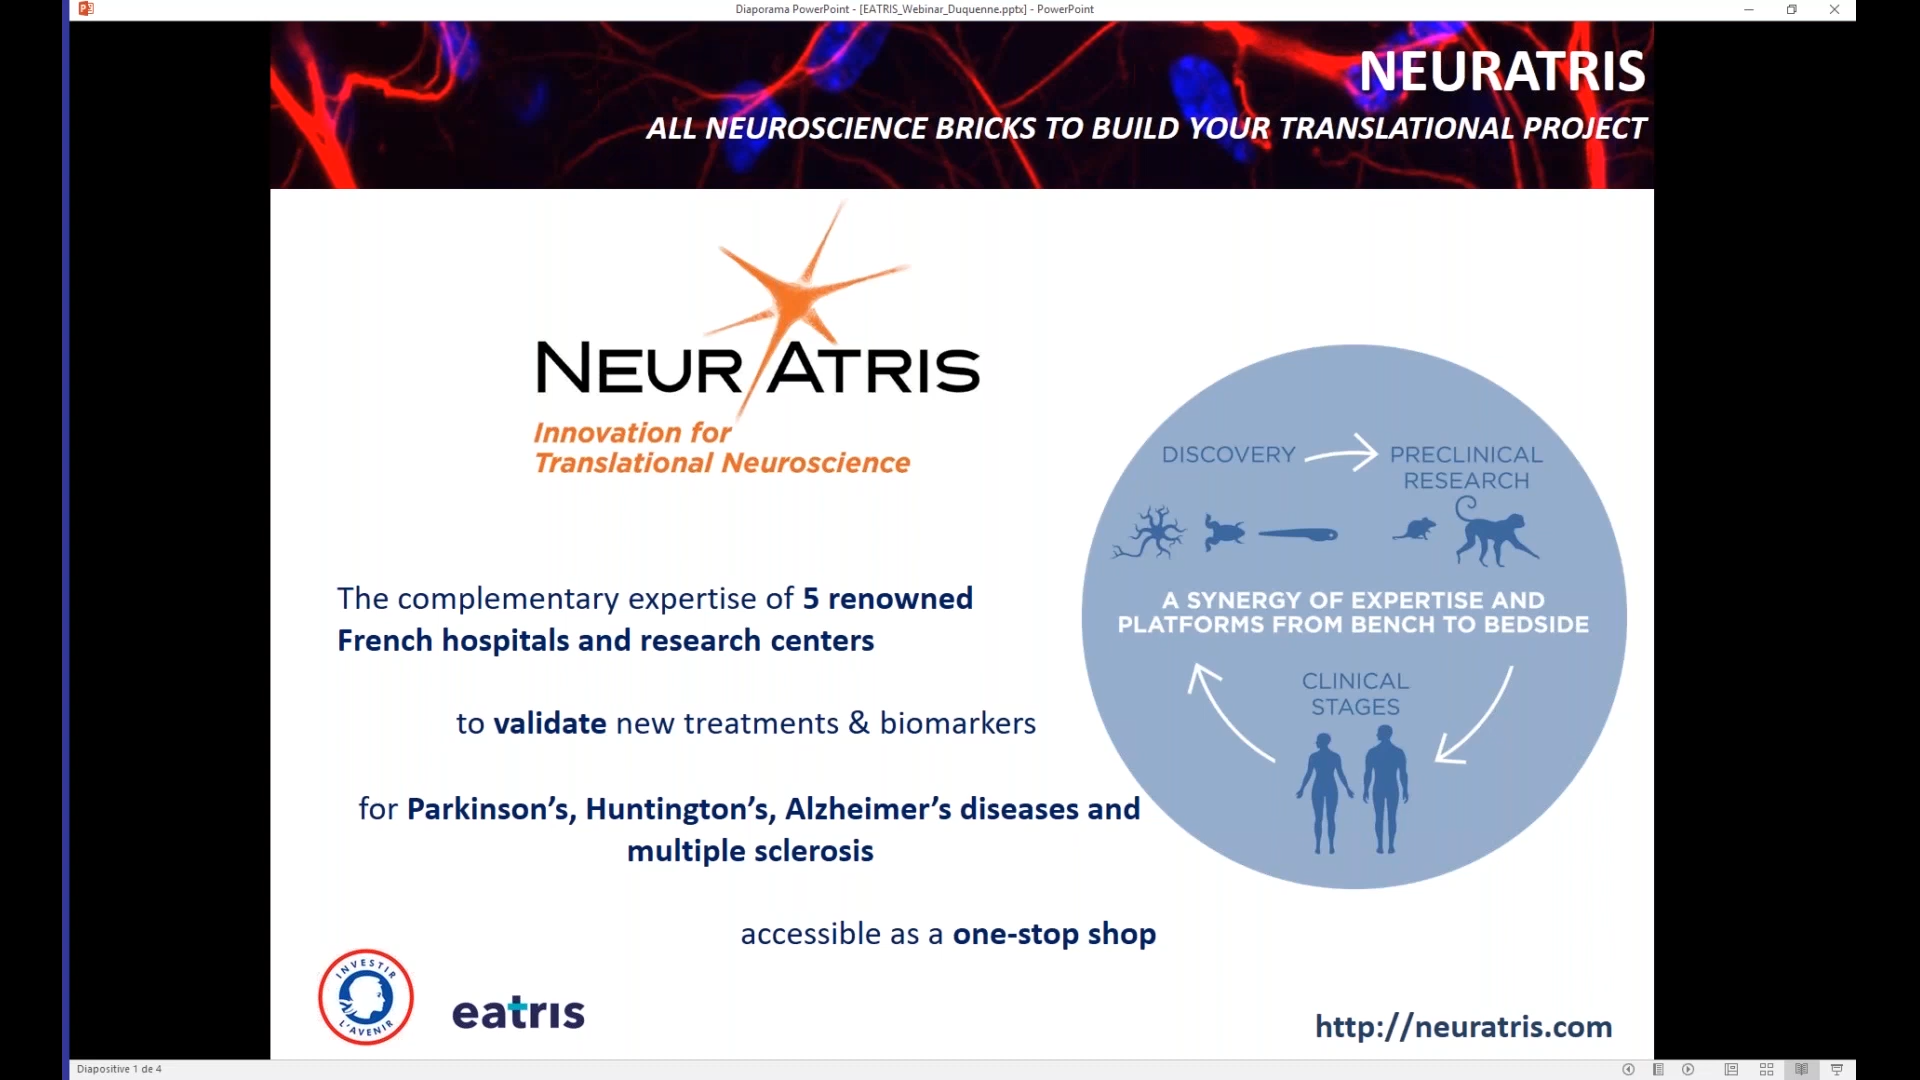 Diaporama PowerPoint - [EATRIS_Webinar_Duquenne.pptx] - PowerPoint
NEURATRIS
ALL NEUROSCIENCE BRICKS TO BUILD YOUR TRANSLATIONAL PROJECT
NEURATRIS
Innovation for
Translational Neuroscience
DISCOVERY
PRECLINICAL
RESEARCH
A SYNERGY OF EXPERTISE AND
PLATFORMS FROM BENCH TO BEDSIDE
CLINICAL
STAGES
The complementary expertise of 5 renowned
French hospitals and research centers
to validate new treatments & biomarkers
for Parkinson’s, Huntington’s, Alzheimer’s diseases and
multiple sclerosis
accessible as a one-stop shop
INVESTIR
L'AVENIR
eatris
http://neuratris.com
Diapositive 1 de 4